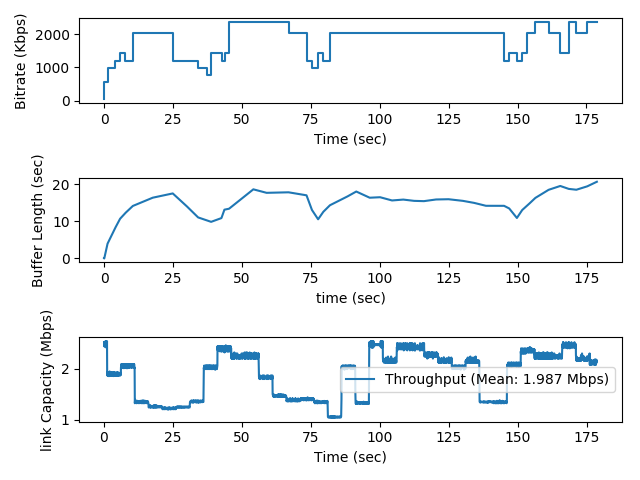 Bitrate (Kbps)
2000
1000
0
0 25 50 75 100 125 150 175
Time (sec)
Buffer Length (sec)
20
10
0
0 25 50 75 100 125 150 175
time (sec)
link Capacity (Mbps)
2
1
Throughput (Mean: 1.987 Mbps)
0 25 50 75 100 125 150 175
Time (sec)